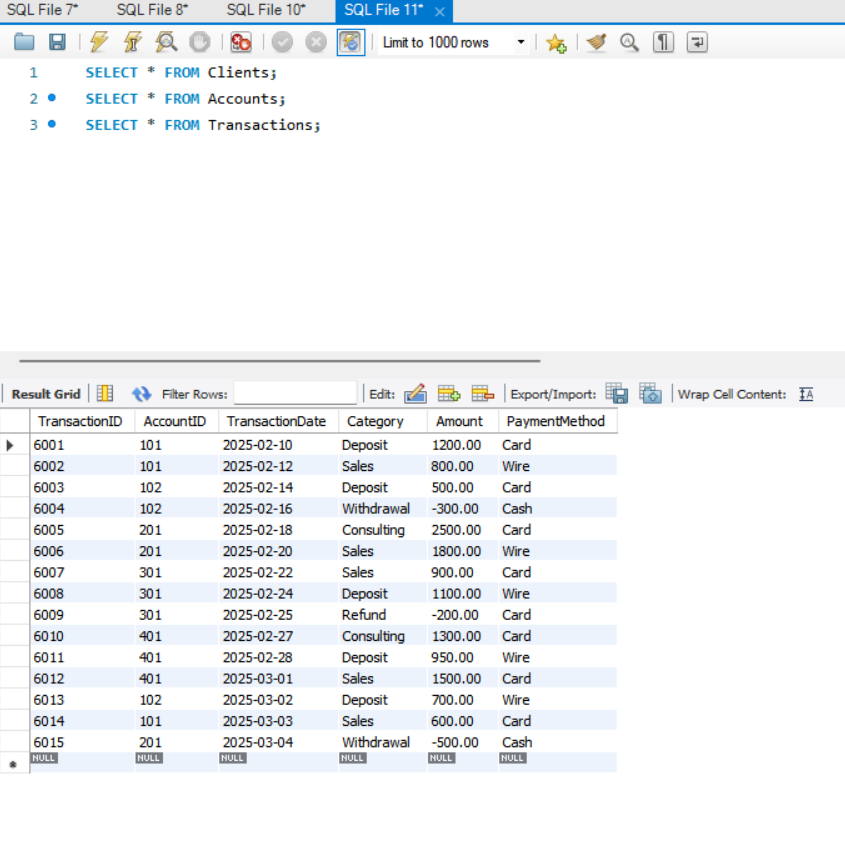 SQL File 7* SQL File 8* SQL File 10* SQL File 11* ×
Limit to 1000 rows
1 SELECT * FROM Clients;
2 SELECT * FROM Accounts;
3 SELECT * FROM Transactions;
Result Grid Filter Rows: Edit: Export/Import: Wrap Cell Content: IA
TransactionID AccountID TransactionDate Category Amount PaymentMethod
6001 101 2025-02-10 Deposit 1200.00 Card
6002 101 2025-02-12 Sales 800.00 Wire
6003 102 2025-02-14 Deposit 500.00 Card
6004 102 2025-02-16 Withdrawal -300.00 Cash
6005 201 2025-02-18 Consulting 2500.00 Card
6006 201 2025-02-20 Sales 1800.00 Wire
6007 301 2025-02-22 Sales 900.00 Card
6008 301 2025-02-24 Deposit 1100.00 Wire
6009 301 2025-02-25 Refund -200.00 Card
6010 401 2025-02-27 Consulting 1300.00 Card
6011 401 2025-02-28 Deposit 950.00 Wire
6012 401 2025-03-01 Sales 1500.00 Card
6013 102 2025-03-02 Deposit 700.00 Wire
6014 101 2025-03-03 Sales 600.00 Card
6015 201 2025-03-04 Withdrawal -500.00 Cash
NULL NULL NULL NULL NULL NULL